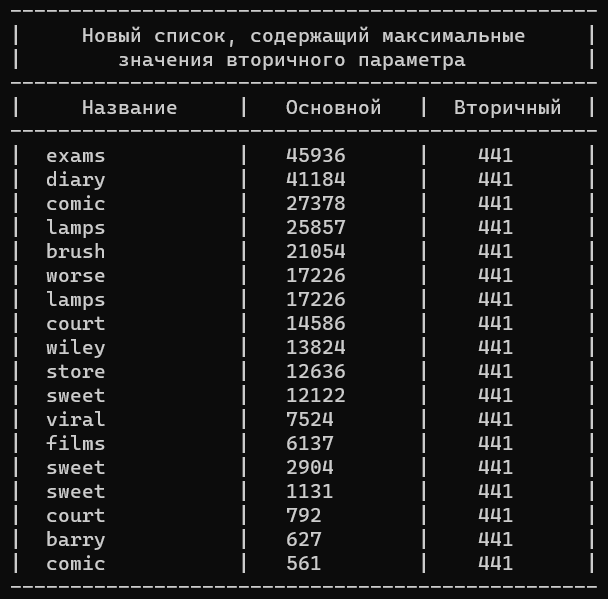 Новый список, содержащий максимальные
значения вторичного параметра
Название | Основной | Вторичный
exams | 45936 | 441
diary | 41184 | 441
comic | 27378 | 441
lamps | 25857 | 441
brush | 21054 | 441
worse | 17226 | 441
lamps | 17226 | 441
court | 14586 | 441
wiley | 13824 | 441
store | 12636 | 441
sweet | 12122 | 441
viral | 7524 | 441
films | 6137 | 441
sweet | 2904 | 441
sweet | 1131 | 441
court | 792 | 441
barry | 627 | 441
comic | 561 | 441